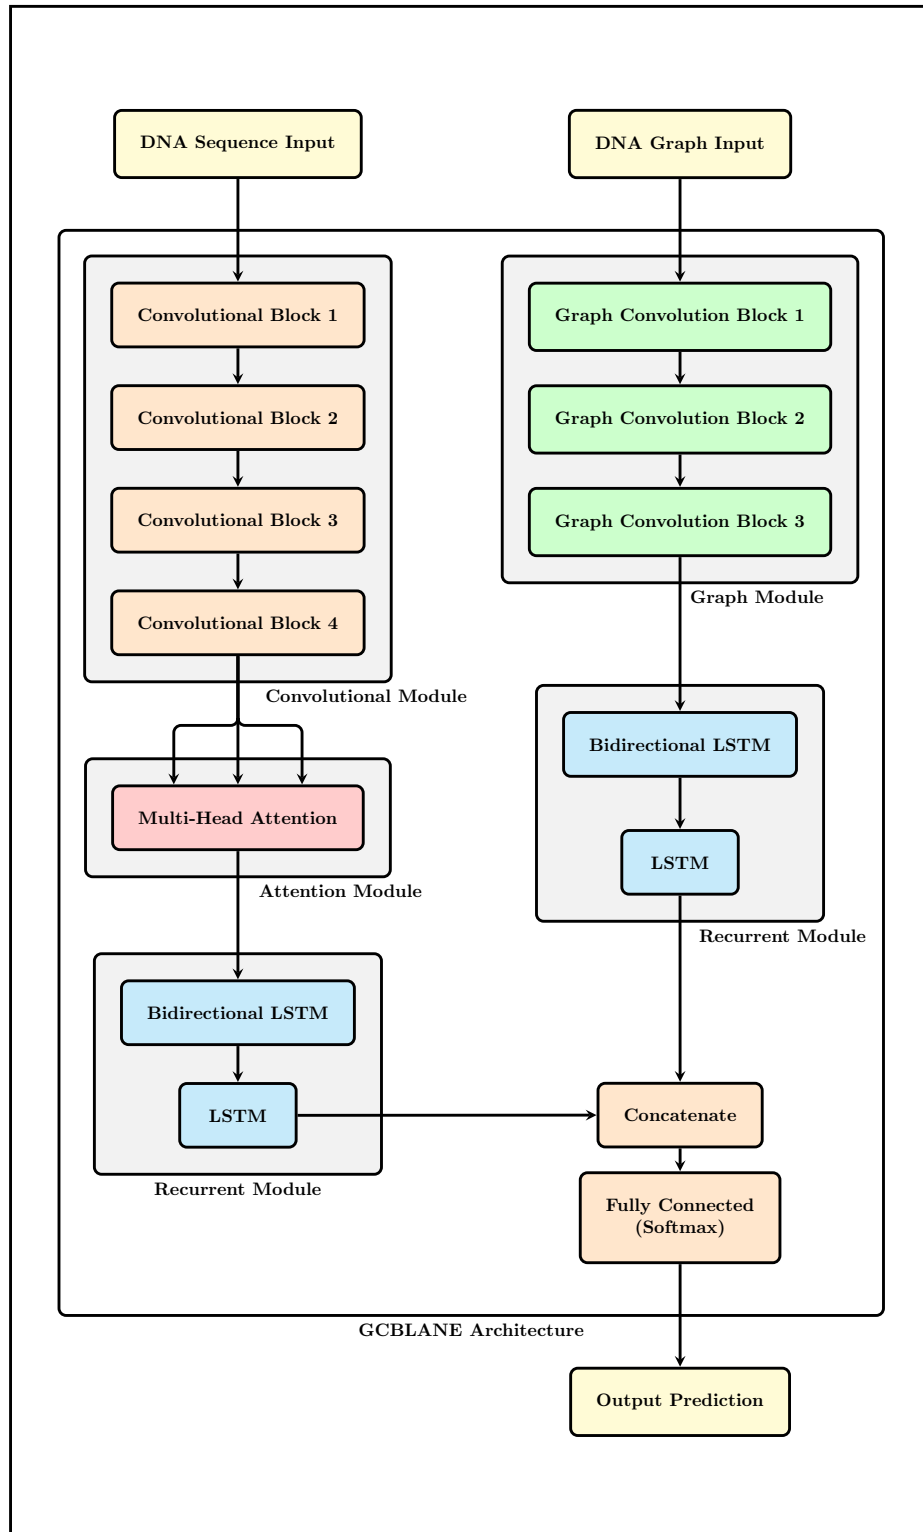 DNA Sequence Input
DNA Graph Input
Convolutional Block 1
Convolutional Block 2
Convolutional Block 3
Convolutional Block 4
Convolutional Module
Graph Convolution Block 1
Graph Convolution Block 2
Graph Convolution Block 3
Graph Module
Multi-Head Attention
Attention Module
Bidirectional LSTM
LSTM
Recurrent Module
Bidirectional LSTM
LSTM
Recurrent Module
Concatenate
Fully Connected
(Softmax)
GCBLANE Architecture
Output Prediction